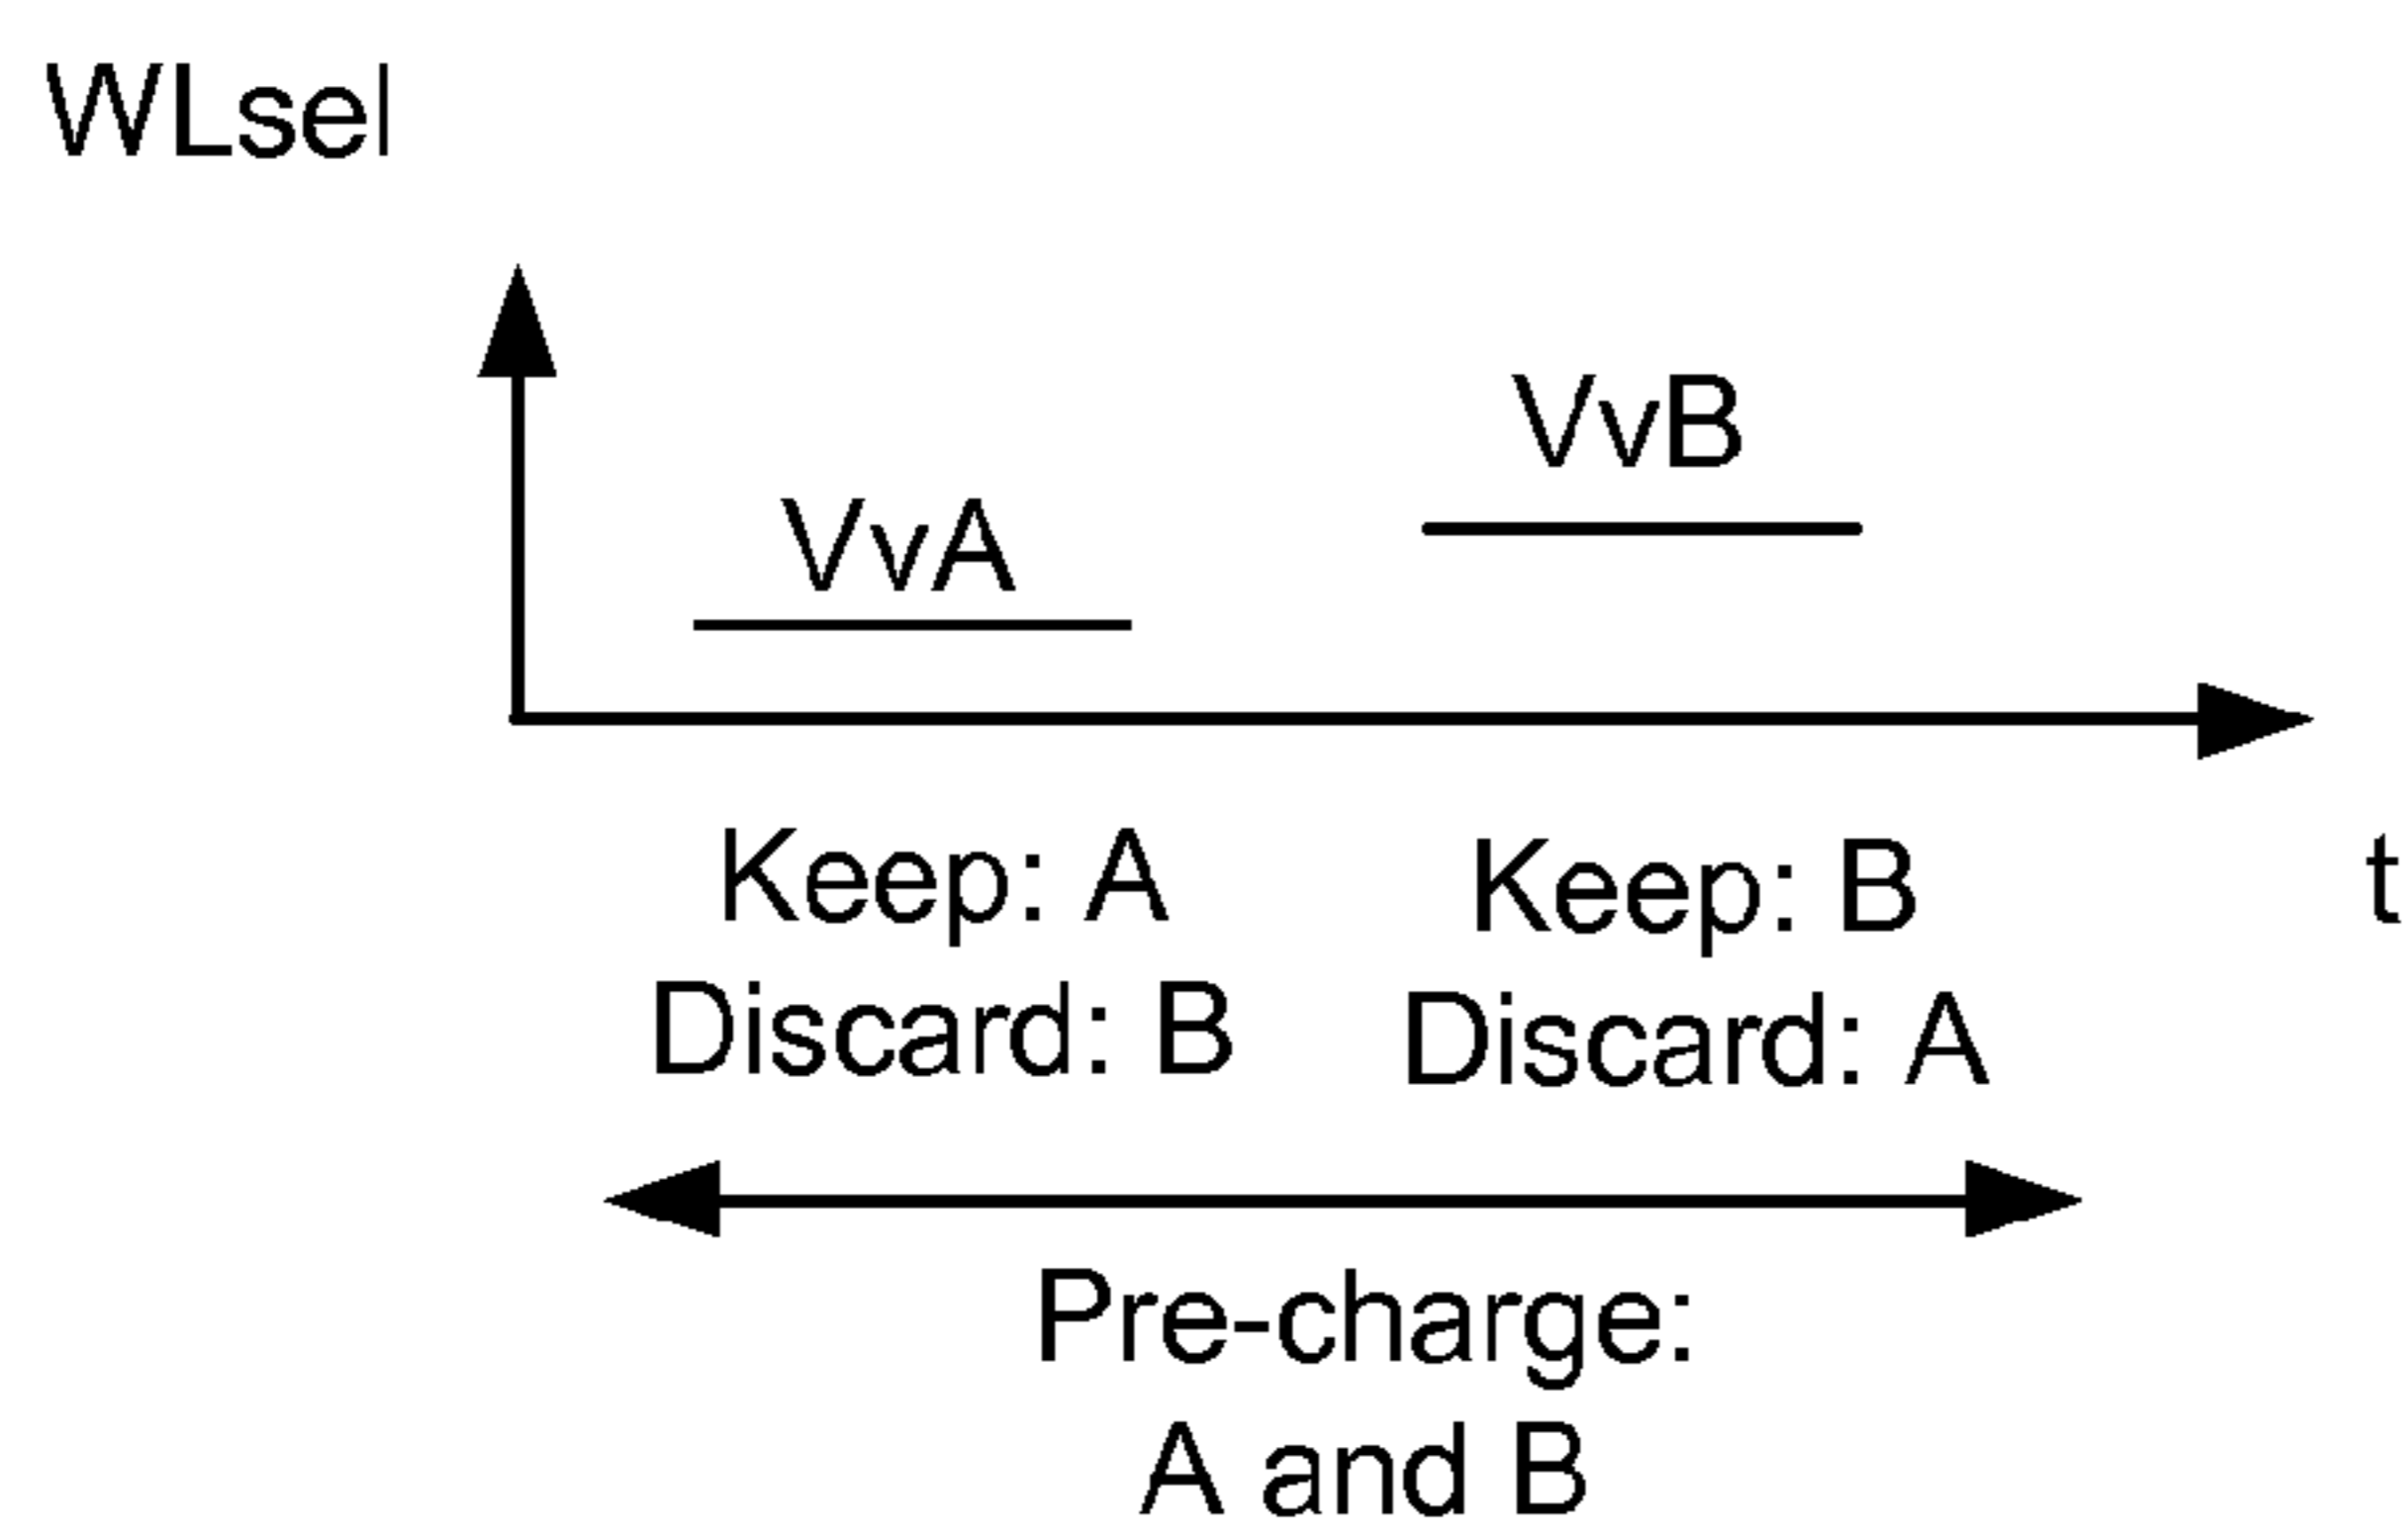 WLsel
VvB
VvA
Keep: A
Discard: B
Keep: B
Discard: A
t
Pre-charge:
A and B